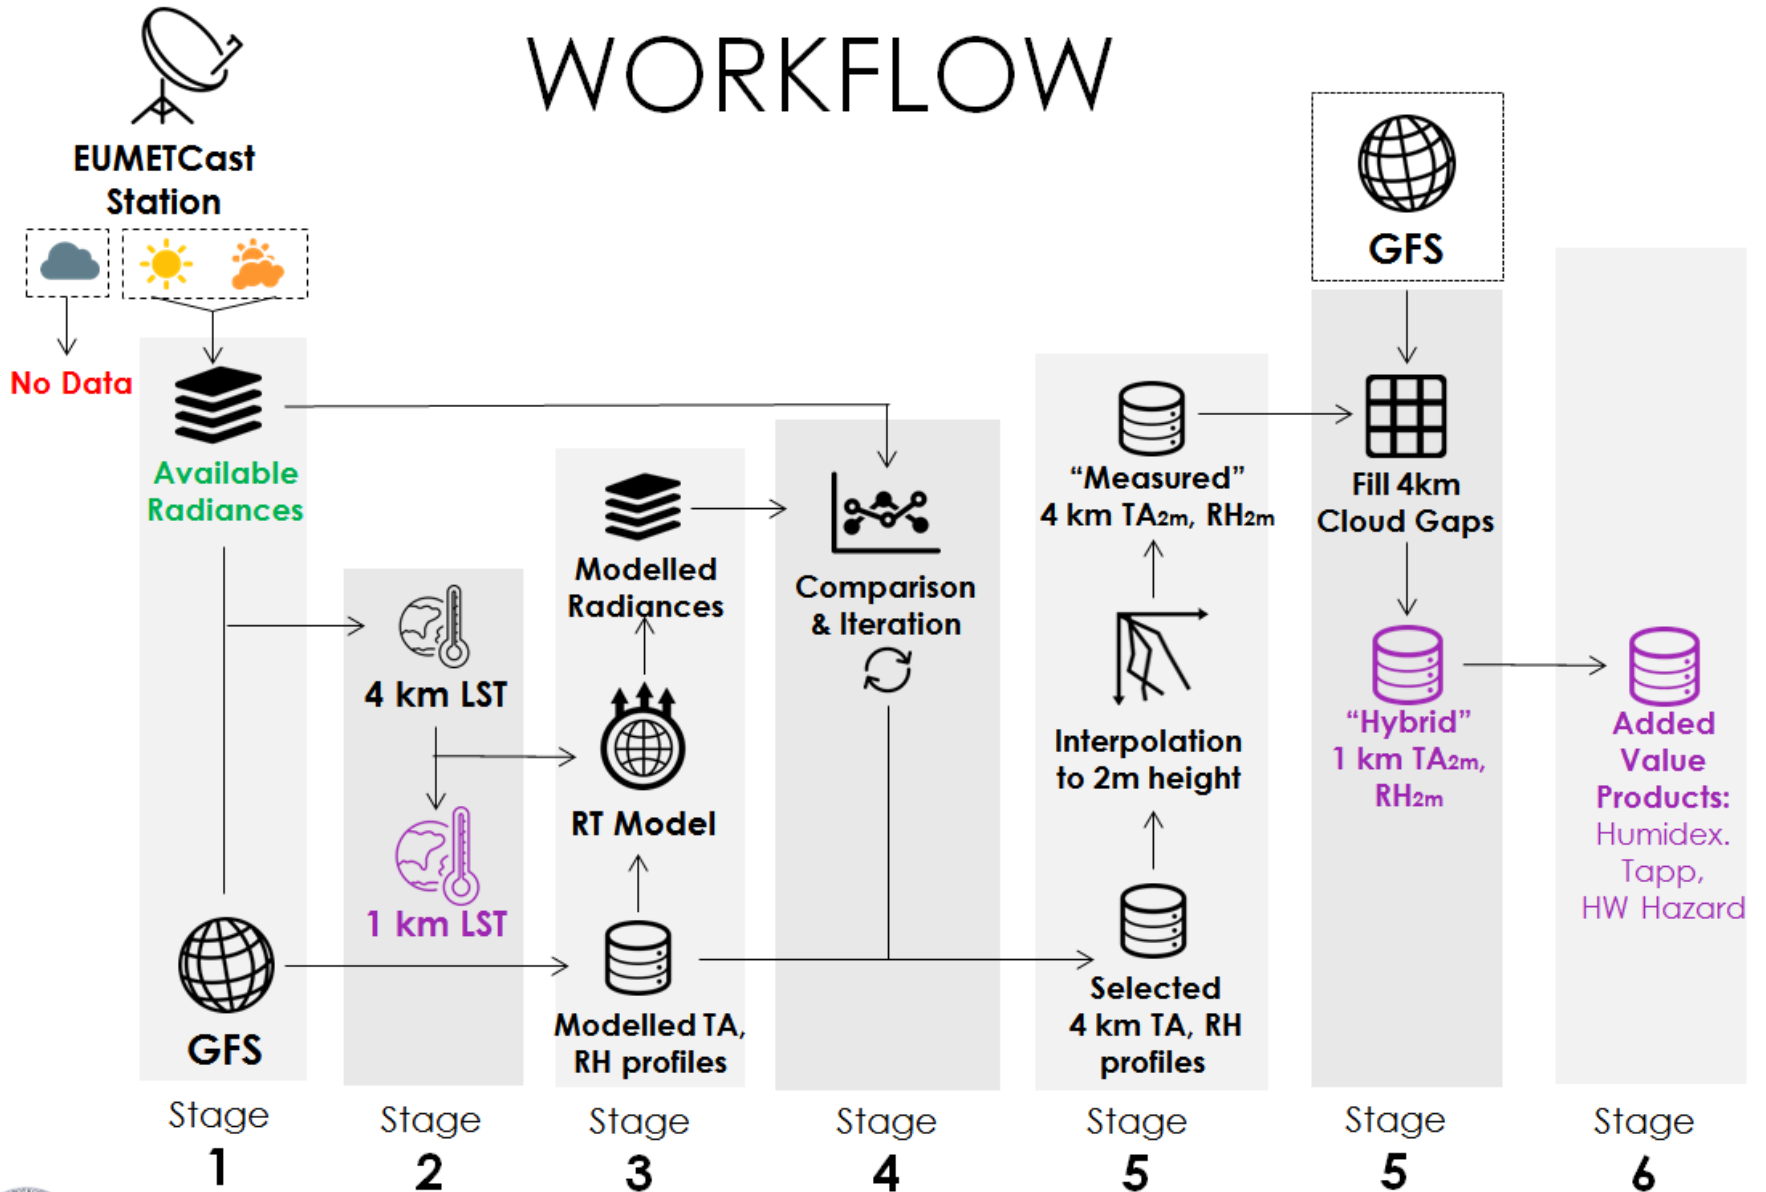 WORKFLOW
EUMETCast
Station
No Data
Available
Radiances
GFS
Stage
1
4 km LST
1 km LST
Stage
2
Modelled
Radiances
RT Model
Modelled TA,
RH profiles
Stage
3
Comparison
& Iteration
Stage
4
“Measured”
4 km TA2m, RH2m
Interpolation
to 2m height
Selected
4 km TA, RH
profiles
Stage
5
GFS
Fill 4km
Cloud Gaps
“Hybrid”
1 km TA2m,
RH2m
Stage
5
Added
Value
Products:
Humidex.
Tapp,
HW Hazard
Stage
6